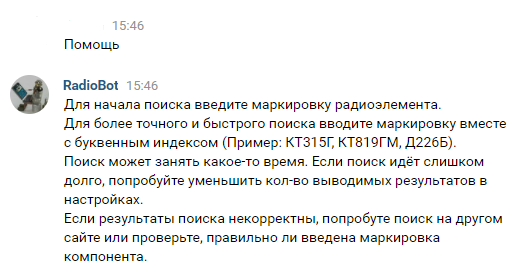 15:46
Помощь
RadioBot 15:46
Для начала поиска введите маркировку радиоэлемента.
Для более точного и быстрого поиска вводите маркировку вместе
с буквенным индексом (Пример: КТ315Г, КТ819ГМ, Д226Б).
Поиск может занять какое-то время. Если поиск идёт слишком
долго, попробуйте уменьшить кол-во выводимых результатов в
настройках.
Если результаты поиска некорректны, попробуте поиск на другом
сайте или проверьте, правильно ли введена маркировка
компонента.